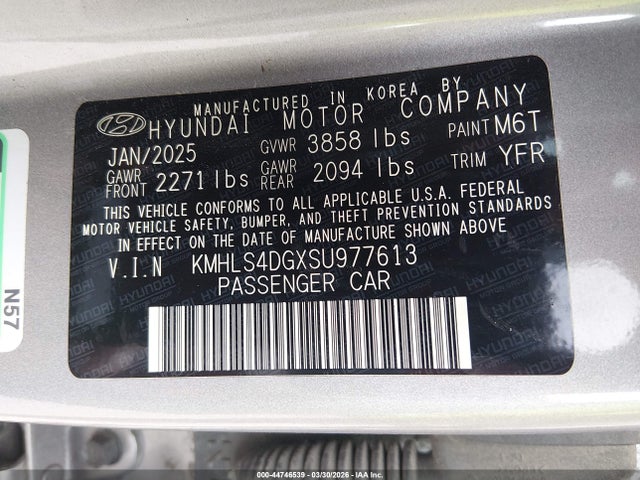 MANUFACTURED IN KOREA BY
HYUNDAI MOTOR COMPANY
JAN/2025 GVWR 3858 lbs PAINT M6T
GAWR FRONT 2271 lbs GAWR REAR 2094 lbs TRIM YFR
THIS VEHICLE CONFORMS TO ALL APPLICABLE U.S.A. FEDERAL
MOTOR VEHICLE SAFETY, BUMPER, AND THEFT PREVENTION STANDARDS
IN EFFECT ON THE DATE OF MANUFACTURE SHOWN ABOVE
V.I.N KMHLS4DGXSU977613
PASSENGER CAR
N57
000-44746539 - 03/30/2026 - IAA Inc.